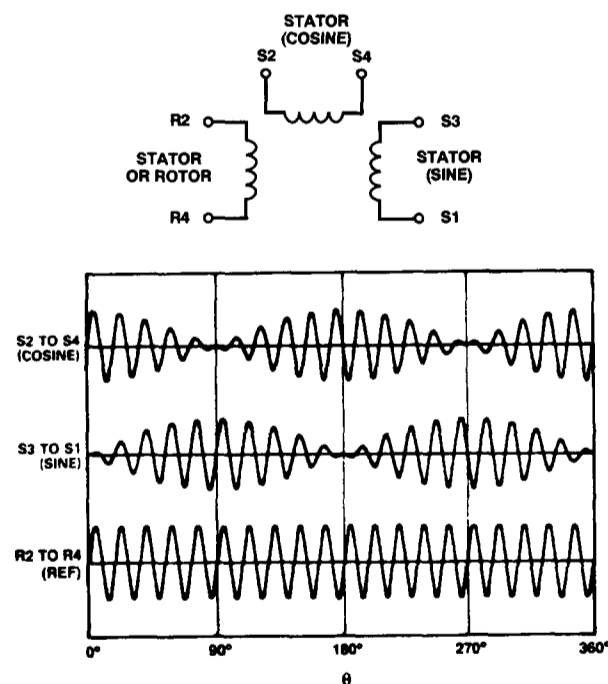 STATOR
(COSINE)
S2
S4
R2
S3
STATOR
OR ROTOR
STATOR
(SINE)
R4
S1
S2 TO S4
(COSINE)
S3 TO S1
(SINE)
R2 TO R4
(REF)
0°
90°
180°
270°
360°
θ